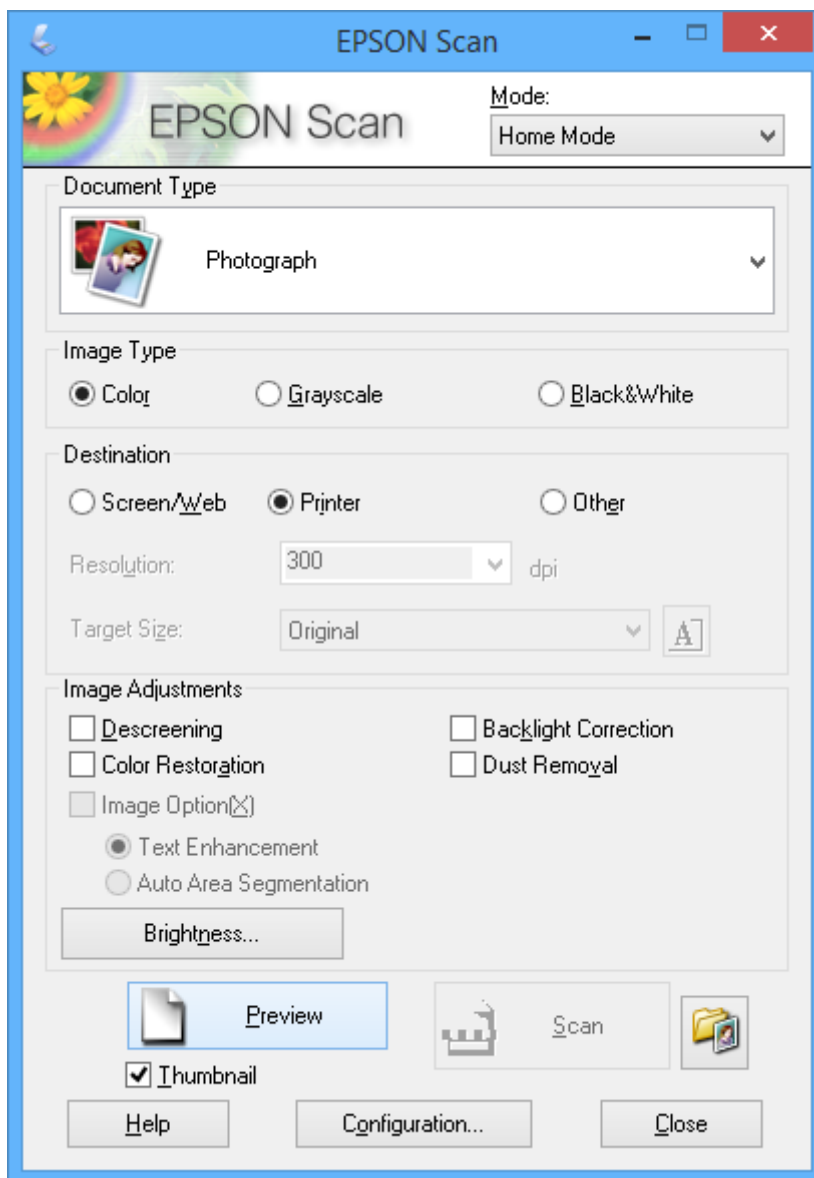 EPSON Scan
EPSON Scan
Mode:
Home Mode
Document Type
Photograph
Image Type
Color Grayscale Black&White
Destination
Screen/Web Printer Other
Resolution: 300 dpi
Target Size: Original A
Image Adjustments
Descreening Backlight Correction
Color Restoration Dust Removal
Image Option(X)
Text Enhancement
Auto Area Segmentation
Brightness...
Preview Scan
Thumbnail
Help Configuration... Close